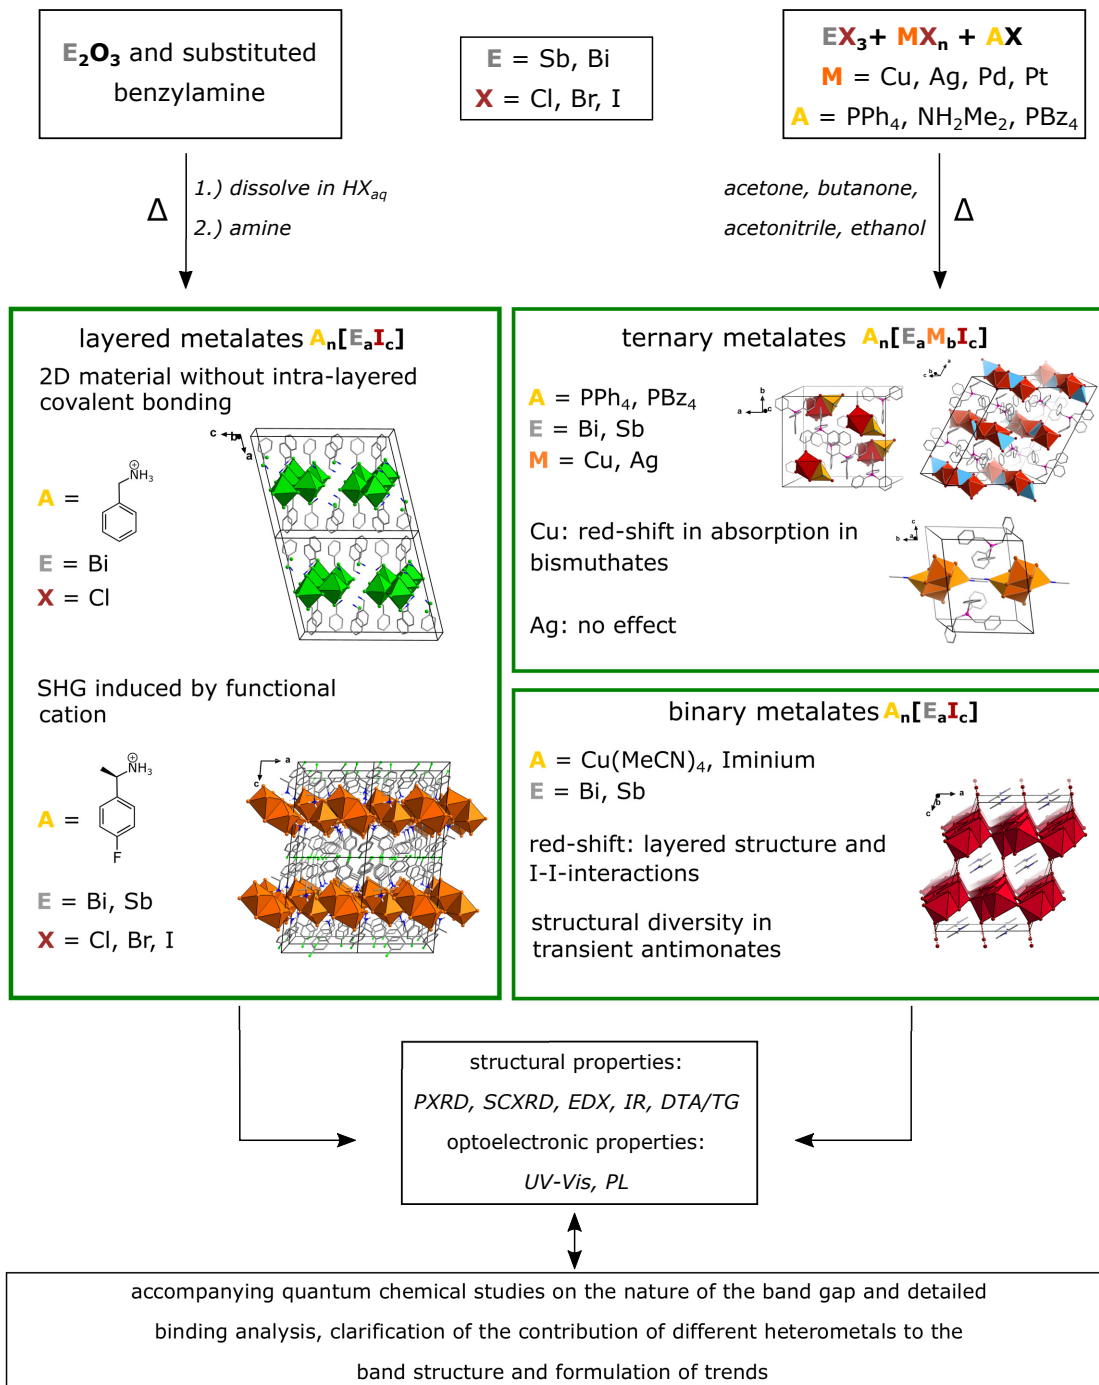 E₂O₃ and substituted
benzylamine
E = Sb, Bi
X = Cl, Br, I
EX₃+ MXₙ + AX
M = Cu, Ag, Pd, Pt
A = PPh₄, NH₂Me₂, PBz₄
Δ
1.) dissolve in HXₐq
2.) amine
acetone, butanone,
acetonitrile, ethanol
Δ
layered metalates Aₙ[EₐI꜀]
2D material without intra-layered
covalent bonding
c b
a
A =
⊕
NH₃
E = Bi
X = Cl
SHG induced by functional
cation
a
c
A =
⊕
NH₃
F
E = Bi, Sb
X = Cl, Br, I
ternary metalates Aₙ[EₐM_bI꜀]
A = PPh₄, PBz₄
E = Bi, Sb
M = Cu, Ag
b
a c
a
c b
Cu: red-shift in absorption in
bismuthates
c
b a
Ag: no effect
binary metalates Aₙ[EₐI꜀]
A = Cu(MeCN)₄, Iminium
E = Bi, Sb
a
b
c
red-shift: layered structure and
I-I-interactions
structural diversity in
transient antimonates
structural properties:
PXRD, SCXRD, EDX, IR, DTA/TG
optoelectronic properties:
UV-Vis, PL
accompanying quantum chemical studies on the nature of the band gap and detailed
binding analysis, clarification of the contribution of different heterometals to the
band structure and formulation of trends